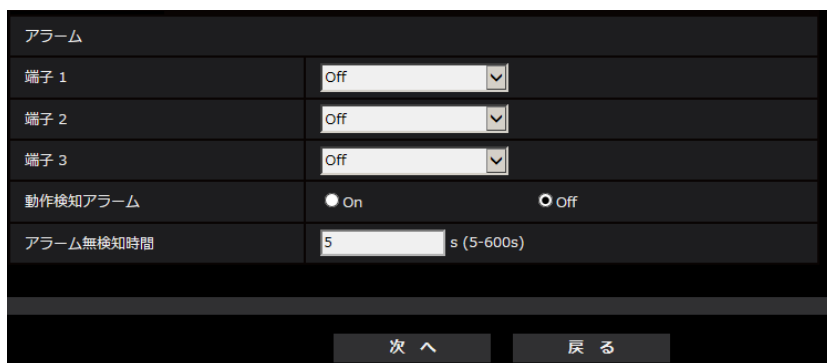 アラーム
端子 1 Off
端子 2 Off
端子 3 Off
動作検知アラーム On Off
アラーム無検知時間 5 s (5-600s)
次 へ 戻 る